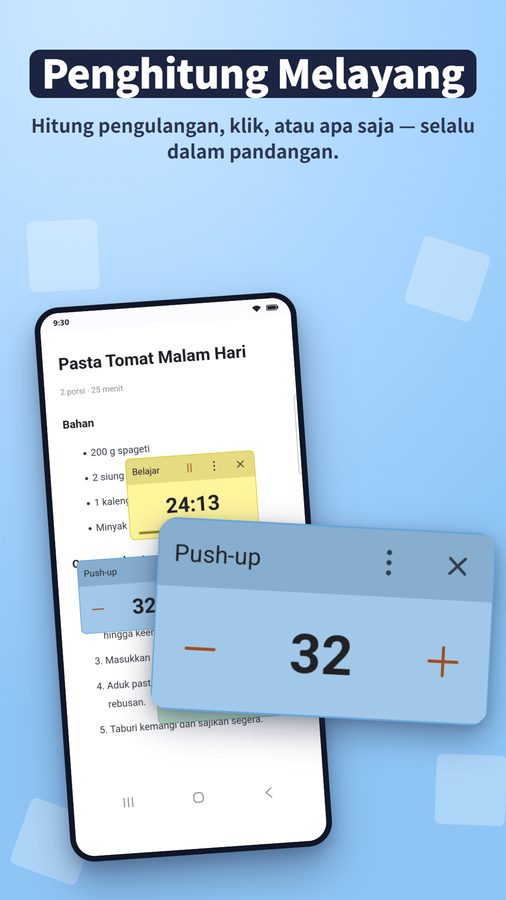 Penghitung Melayang
Hitung pengulangan, klik, atau apa saja — selalu
dalam pandangan.
9:30
Pasta Tomat Malam Hari
2 porsi · 25 menit
Bahan
• 200 g spageti
• 2 siung
• 1 kaleng
• Minyak
Belajar
24:13
Push-up
32
Push-up
32
hingga
3. Masukkan
4. Aduk
rebusan.
5. Taburi kemangi dan sajikan segera.